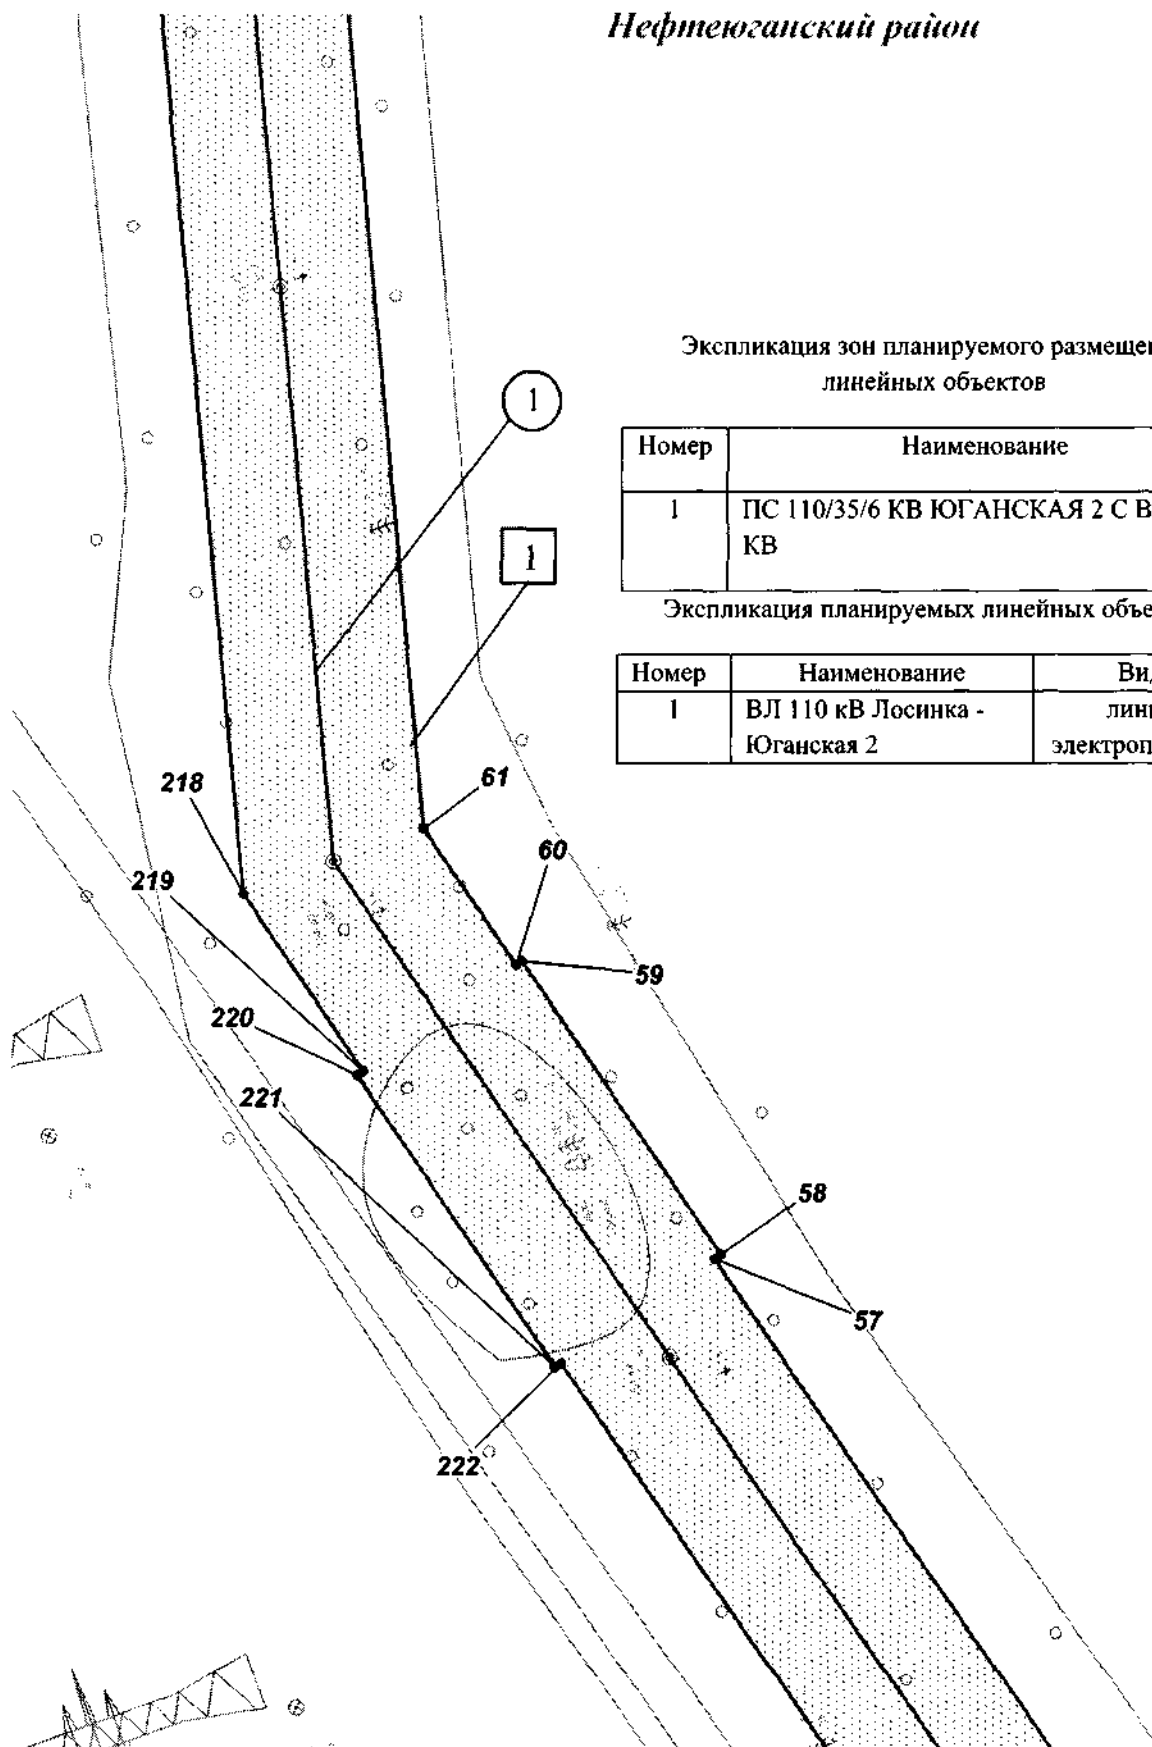 Нефтеюганский район
Экспликация зон планируемого размеще
линейных объектов
1
Номер Наименование
1 ПС 110/35/6 КВ ЮГАНСКАЯ 2 С В
КВ
1
Экспликация планируемых линейных объе
Номер Наименование Ви
1 ВЛ 110 кВ Лосинка - лин
Юганская 2 электроп
218
61
60
219
59
220
221
58
57
222